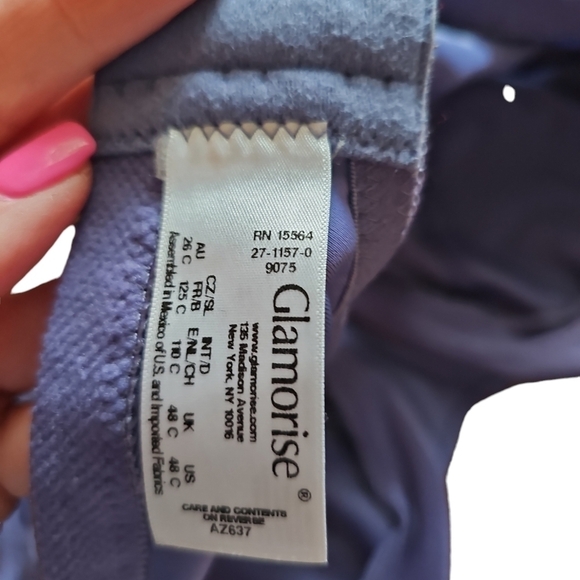 RN 15564
27-1157-0
9075
Glamorise®
www.glamorise.com
135 Madison Avenue
New York, NY 10016
AU CZ/SL FR/B INT/D E/NL/CH UK US
26 C 125 C 110 C 48 C 48 C
Assembled in Mexico of U.S. and Imported Fabrics
CARE AND CONTENTS
ON REVERSE
AZ637